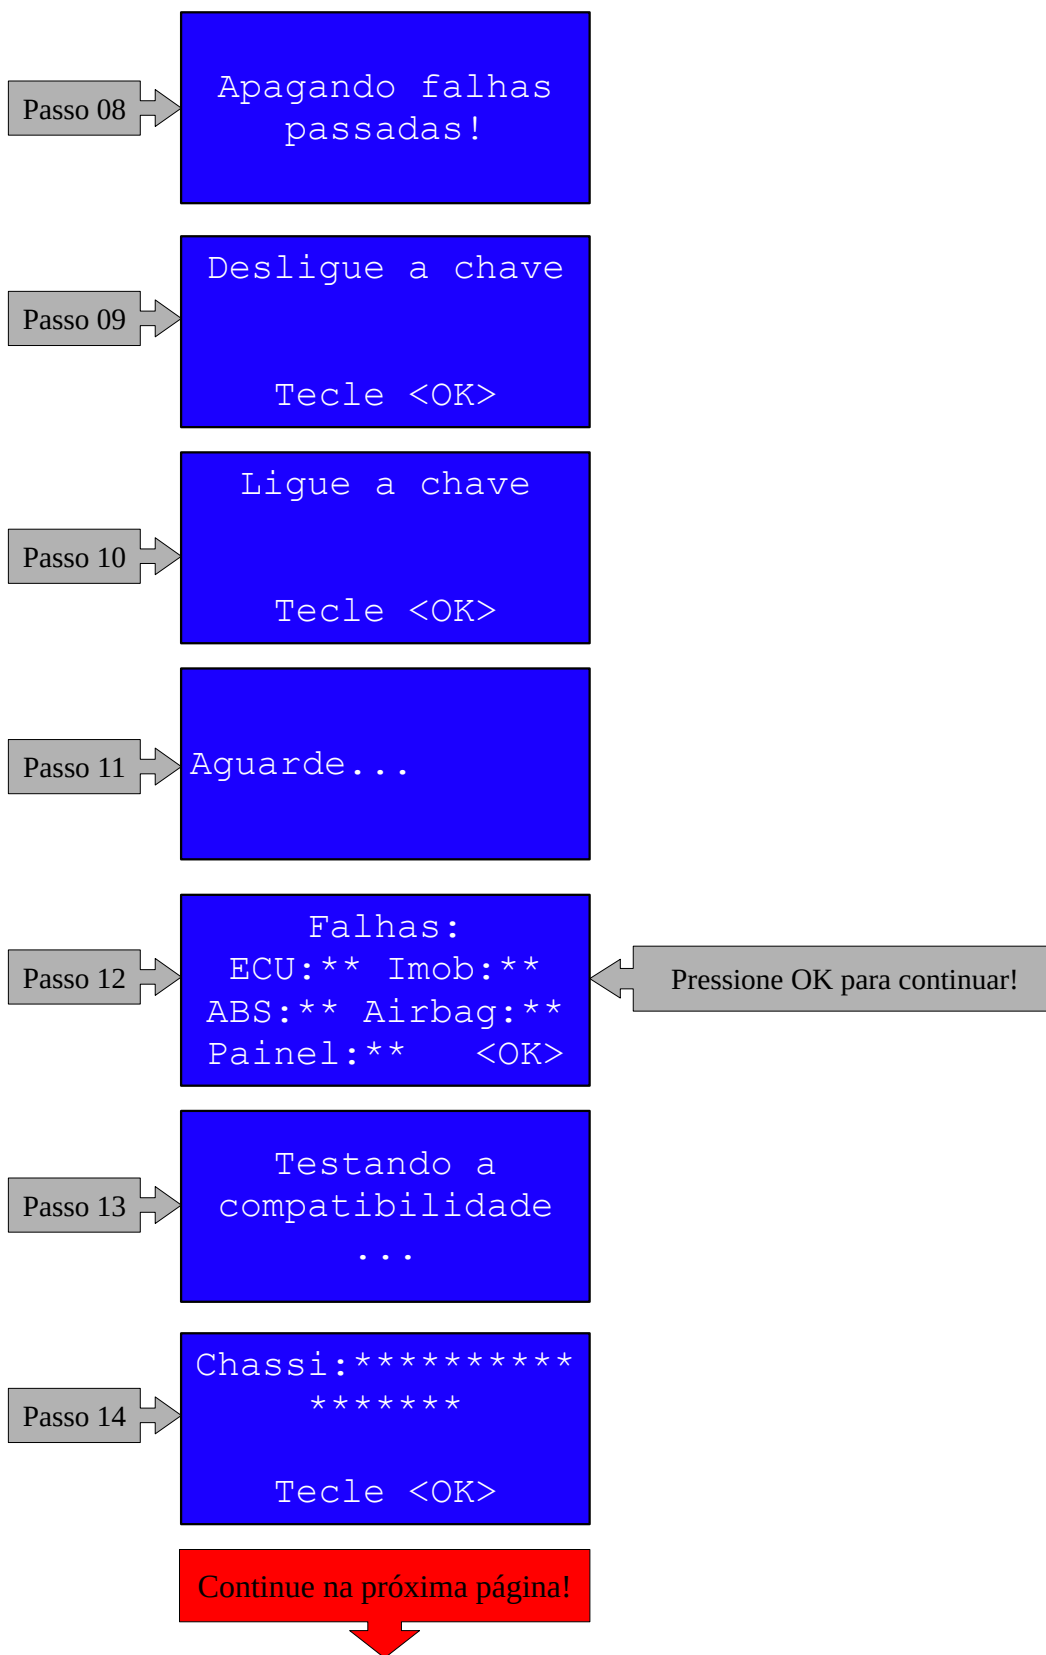 Passo 08
Apagando falhas
passadas!
Passo 09
Desligue a chave
Tecle <OK>
Passo 10
Ligue a chave
Tecle <OK>
Passo 11
Aguarde...
Passo 12
Falhas:
ECU:** Imob:**
ABS:** Airbag:**
Painel:** <OK>
Pressione OK para continuar!
Passo 13
Testando a
compatibilidade
...
Passo 14
Chassi:**********
*******
Tecle <OK>
Continue na próxima página!